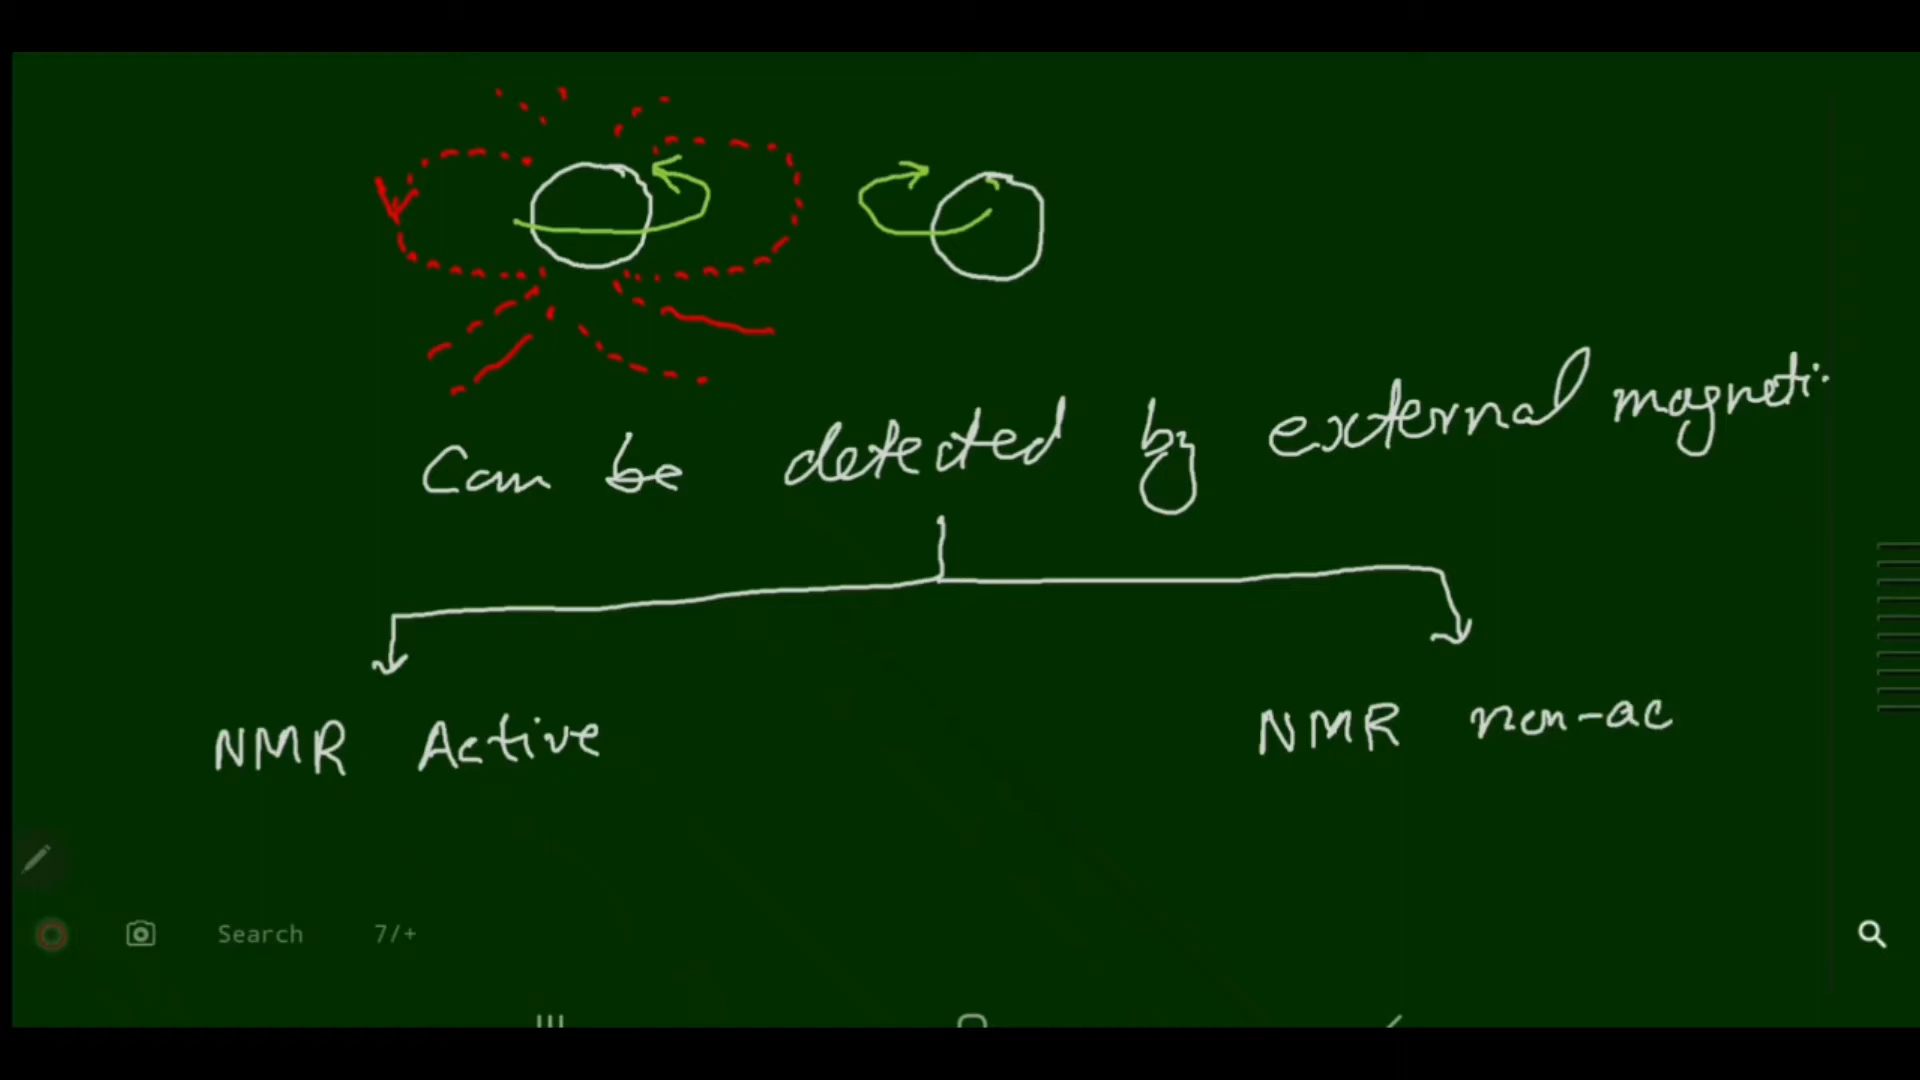 Can be detected by external magneti
NMR Active
NMR non-ac
Search 7/+